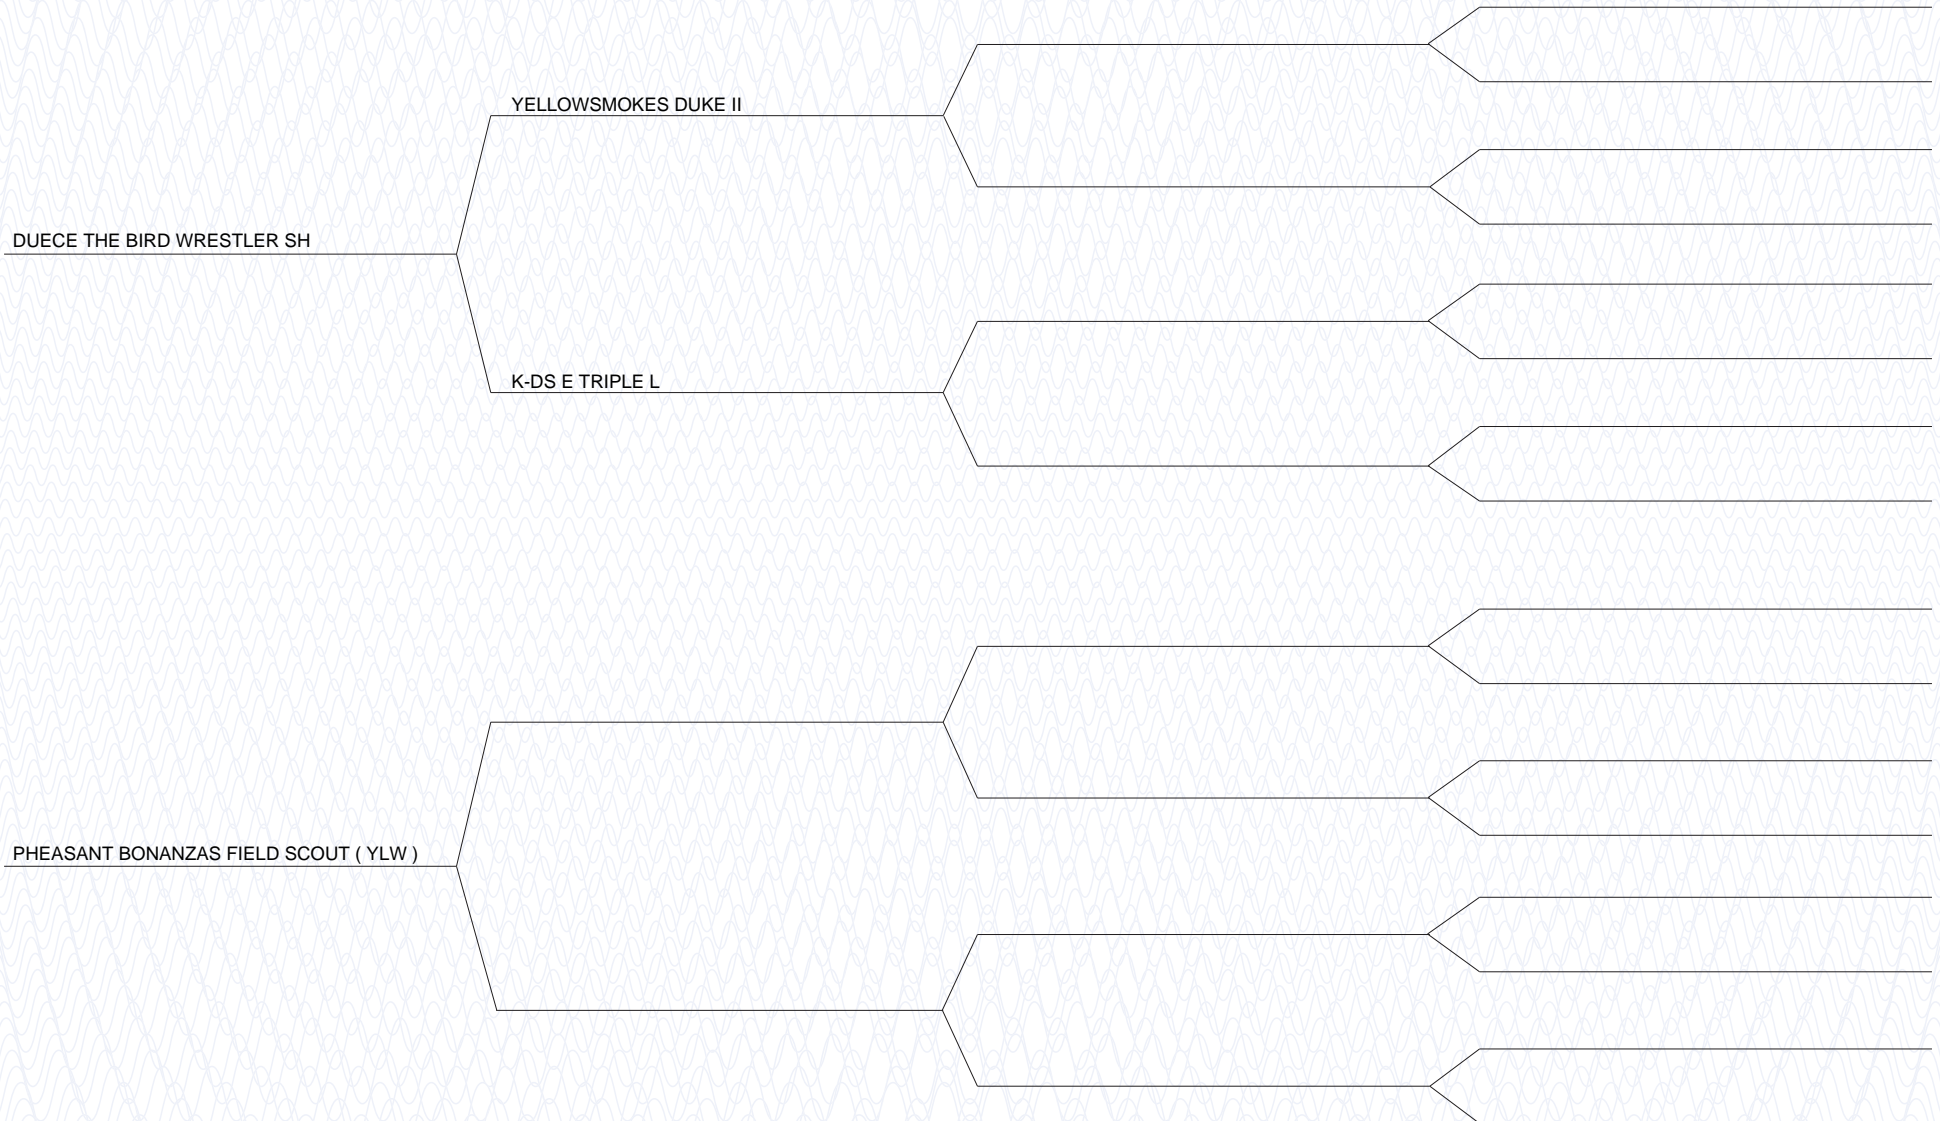 YELLOWSMOKES DUKE II
DUECE THE BIRD WRESTLER SH
K-DS E TRIPLE L
PHEASANT BONANZAS FIELD SCOUT ( YLW )